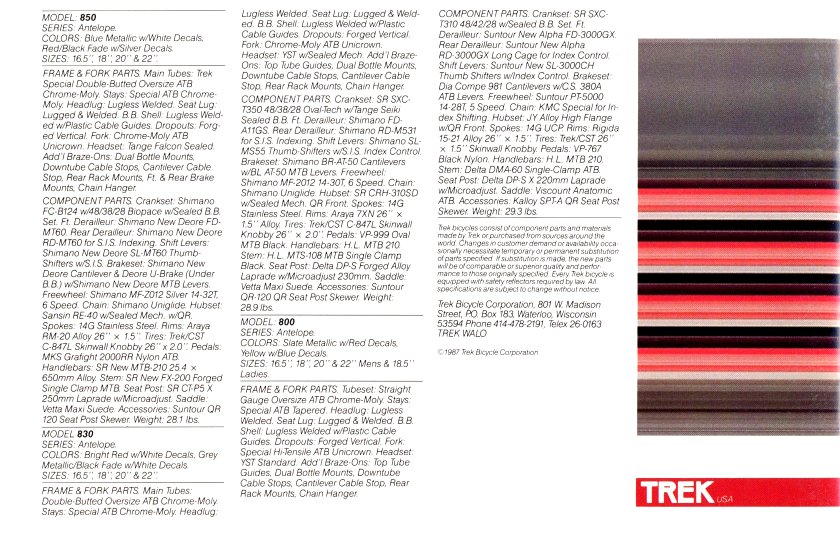 MODEL: 850
SERIES: Antelope.
COLORS: Blue Metallic w/White Decals,
Red/Black Fade w/Silver Decals.
SIZES: 16.5", 18", 20" & 22".
FRAME & FORK PARTS. Main Tubes: Trek
Special Double-Butted Oversize ATB
Chrome-Moly. Stays: Special ATB Chrome-
Moly. Headlug: Lugless Welded. Seat Lug:
Lugged & Welded. B.B. Shell: Lugless Weld-
ed w/Plastic Cable Guides. Dropouts: Forg-
ed Vertical. Fork: Chrome-Moly ATB
Unicrown. Headset: Tange Falcon Sealed.
Add'l Braze-Ons: Dual Bottle Mounts,
Downtube Cable Stops, Cantilever Cable
Stop, Rear Rack Mounts, Ft. & Rear Brake
Mounts, Chain Hanger.
COMPONENT PARTS. Crankset: Shimano
FC-B124 w/48/38/28 Biopace w/Sealed B.B.
Set. Ft. Derailleur: Shimano New Deore FD-
MT60. Rear Derailleur: Shimano New Deore
RD-MT60 for S.I.S. Indexing. Shift Levers:
Shimano New Deore SL-MT60 Thumb-
Shifters w/S.I.S. Brakeset: Shimano New
Deore Cantilever & Deore U-Brake (Under
B.B.) w/Shimano New Deore MTB Levers.
Freewheel: Shimano MF-Z012 Silver 14-32T,
6 Speed. Chain: Shimano Uniglide. Hubset:
Sansin RE-40 w/Sealed Mech. w/QR.
Spokes: 14G Stainless Steel. Rims: Araya
RM-20 Alloy 26" × 1.5" Tires: Trek/CST
C-847L Skinwall Knobby 26" x 2.0". Pedals:
MKS Grafight 2000RR Nylon ATB.
Handlebars: SR New MTB-210 25.4 ×
650mm Alloy. Stem: SR New FX-200 Forged
Single Clamp MTB. Seat Post: SR CT-P5 X
250mm Laprade w/Microadjust. Saddle:
Vetta Maxi Suede. Accessories: Suntour QR
120 Seat Post Skewer. Weight: 28.1 lbs.
MODEL 830
SERIES: Antelope.
COLORS: Bright Red w/White Decals, Grey
Metallic/Black Fade w/White Decals.
SIZES: 16.5", 18", 20" & 22".
FRAME & FORK PARTS. Main Tubes:
Double-Butted Oversize ATB Chrome-Moly.
Stays: Special ATB Chrome-Moly. Headlug:
Lugless Welded. Seat Lug: Lugged & Weld-
ed. B.B. Shell: Lugless Welded w/Plastic
Cable Guides. Dropouts: Forged Vertical.
Fork: Chrome-Moly ATB Unicrown.
Headset: YST w/Sealed Mech. Add'l Braze-
Ons: Top Tube Guides, Dual Bottle Mounts,
Downtube Cable Stops, Cantilever Cable
Stop, Rear Rack Mounts, Chain Hanger.
COMPONENT PARTS. Crankset: SR SXC-
T350 48/38/28 Oval-Tech w/Tange Seiki
Sealed B.B. Ft. Derailleur: Shimano FD-
A11GS. Rear Derailleur: Shimano RD-M531
for S.I.S. Indexing. Shift Levers: Shimano SL-
MS55 Thumb-Shifters w/S.I.S. Index Control.
Brakeset: Shimano BR-AT-50 Cantilevers
w/BL AT-50 MTB Levers. Freewheel:
Shimano MF-2012 14-30T, 6 Speed. Chain:
Shimano Uniglide. Hubset: SR CRH-310SD
w/Sealed Mech. QR Front. Spokes: 14G
Stainless Steel. Rims: Araya 7XN 26" ×
1.5" Alloy. Tires: Trek/CST C-847L Skinwall
Knobby 26" × 2.0". Pedals: VP-999 Oval
MTB Black. Handlebars: H.L. MTB 210
Stem: H.L. MTS-108 MTB Single Clamp
Black. Seat Post: Delta DP-S Forged Alloy
Laprade w/Microadjust 230mm. Saddle:
Vetta Maxi Suede. Accessories: Suntour
QR-120 QR Seat Post Skewer. Weight:
28.9 lbs.
MODEL: 800
SERIES: Antelope.
COLORS: Slate Metallic w/Red Decals,
Yellow w/Blue Decals.
SIZES: 16.5", 18", 20" & 22" Mens & 18.5"
Ladies.
FRAME & FORK PARTS. Tubeset: Straight
Gauge Oversize ATB Chrome-Moly. Stays:
Special ATB Tapered. Headlug: Lugless
Welded. Seat Lug: Lugged & Welded. B.B.
Shell: Lugless Welded w/Plastic Cable
Guides. Dropouts: Forged Vertical. Fork:
Special Hi-Tensile ATB Unicrown. Headset:
YST Standard. Add'l Braze-Ons: Top Tube
Guides, Dual Bottle Mounts, Downtube
Cable Stops, Cantilever Cable Stop, Rear
Rack Mounts, Chain Hanger.
COMPONENT PARTS. Crankset: SR SXC-
T310 48/42/28 w/Sealed B.B. Set. Ft.
Derailleur: Suntour New Alpha FD-3000GX.
Rear Derailleur: Suntour New Alpha
RD-3000GX Long Cage for Index Control.
Shift Levers: Suntour New SL-3000CH
Thumb Shifters w/Index Control. Brakeset:
Dia Compe 981 Cantilevers w/C.S. 380A
ATB Levers. Freewheel: Suntour PT-5000
14-28T, 5 Speed. Chain: KMC Special for In-
dex Shifting. Hubset: JY Alloy High Flange
w/QR Front. Spokes: 14G UCP. Rims: Rigida
15-21 Alloy 26" × 1.5". Tires: Trek/CST 26"
× 1.5" Skinwall Knobby. Pedals: VP-767
Black Nylon. Handlebars: H.L. MTB 210.
Stem: Delta DMA-60 Single-Clamp ATB.
Seat Post: Delta DP-S X 220mm Laprade
w/Microadjust. Saddle: Viscount Anatomic
ATB. Accessories: Kalloy SPT-A QR Seat Post
Skewer. Weight: 29.3 lbs.
Trek bicycles consist of component parts and materials
made by Trek or purchased from sources around the
world. Changes in customer demand or availability occa-
sionally necessitate temporary or permanent substitution
of parts specified. If substitution is made, the new parts
will be of comparable or superior quality and perfor-
mance to those originally specified. Every Trek bicycle is
equipped with safety reflectors required by law. All
specifications are subject to change without notice.
Trek Bicycle Corporation, 801 W. Madison
Street, P.O. Box 183, Waterloo, Wisconsin
53594 Phone 414-478-2191, Telex 26-0163
TREK WALO
©1987 Trek Bicycle Corporation
TREK USA